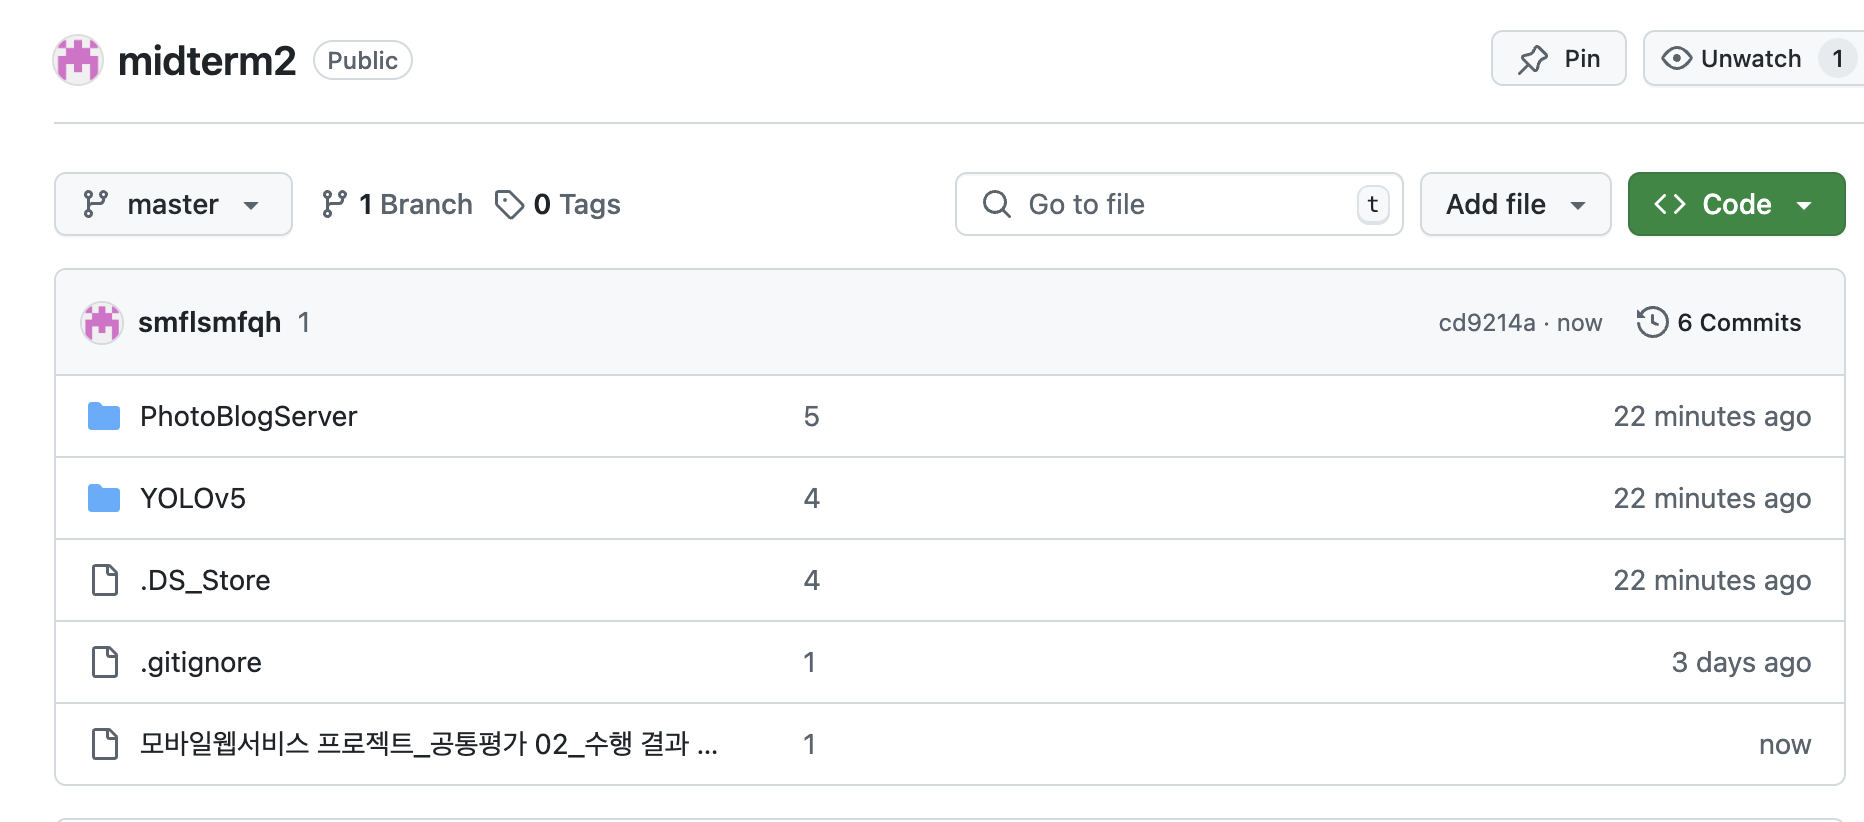 midterm2 Public Pin Unwatch 1
master 1 Branch 0 Tags Go to file t Add file Code
smflsmfqh 1 cd9214a · now 6 Commits
PhotoBlogServer 5 22 minutes ago
YOLOv5 4 22 minutes ago
.DS_Store 4 22 minutes ago
.gitignore 1 3 days ago
모바일웹서비스 프로젝트_공통평가 02_수행 결과 ... 1 now